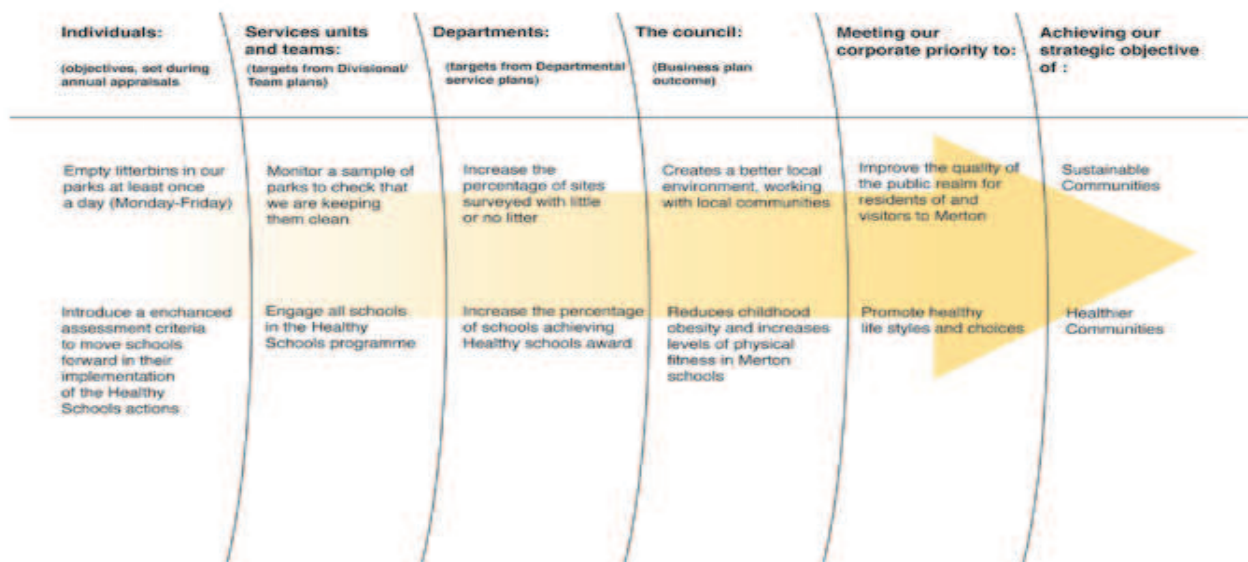 Individuals:
(objectives, set during
annual appraisals
Services units
and teams:
(targets from Divisional/
Team plans)
Departments:
(targets from Departmental
service plans)
The council:
(Business plan
outcome)
Meeting our
corporate priority to:
Achieving our
strategic objective
of :
Empty litterbins in our
parks at least once
a day (Monday-Friday)
Monitor a sample of
parks to check that
we are keeping
them clean
Increase the
percentage of sites
surveyed with little
or no litter
Creates a better local
environment, working
with local communities
Improve the quality of
the public realm for
residents of and
visitors to Merton
Sustainable
Communities
Introduce a enchanced
assessment criteria
to move schools
forward in their
implementation
of the Healthy
Schools actions
Engage all schools
in the Healthy
Schools programme
Increase the percentage
of schools achieving
Healthy schools award
Reduces childhood
obesity and increases
levels of physical
fitness in Merton
schools
Promote healthy
life styles and choices
Healthier
Communities